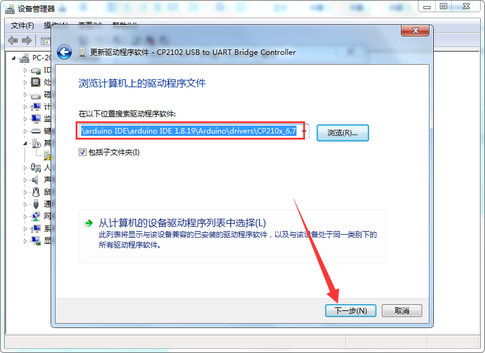 设备管理器
文件(F)
PC-20
更新驱动程序软件 - CP2102 USB to UART Bridge Controller
浏览计算机上的驱动程序文件
在以下位置搜索驱动程序软件:
\arduino IDE\arduino IDE 1.8.19\Arduino\drivers\CP210x_6.7
浏览(R)...
包括子文件夹(I)
从计算机的设备驱动程序列表中选择(L)
此列表将显示与该设备兼容的已安装的驱动程序软件，以及与该设备处于同一类别下的
所有驱动程序软件。
下一步(N)
取消